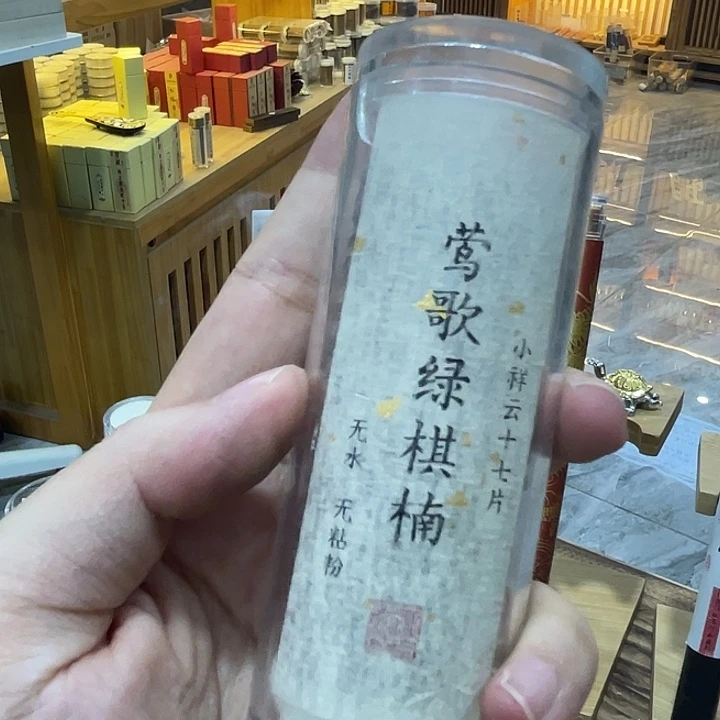 小祥云十七片
莺歌绿棋楠
无水 无粘粉